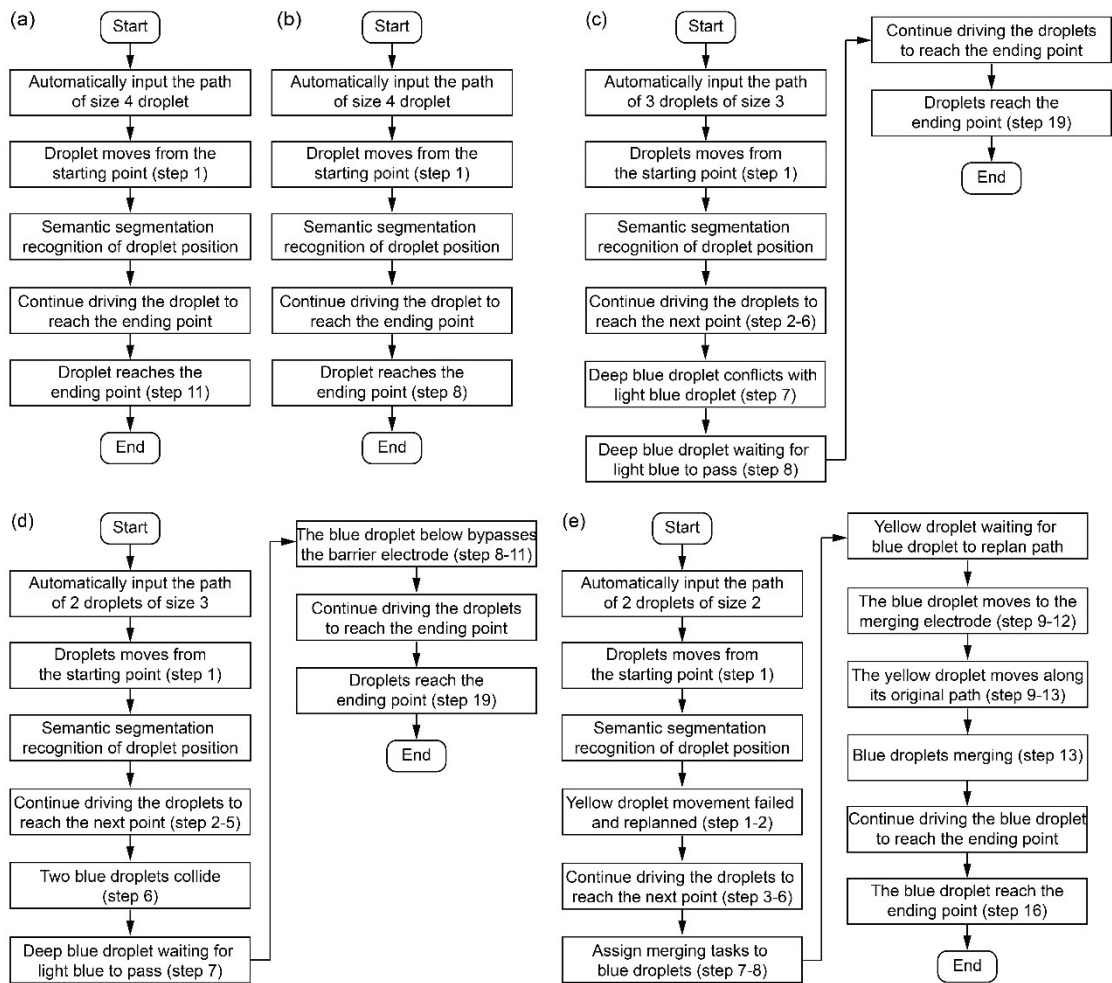 (a)
Start
Automatically input the path
of size 4 droplet
Droplet moves from the
starting point (step 1)
Semantic segmentation
recognition of droplet position
Continue driving the droplet to
reach the ending point
Droplet reaches the
ending point (step 11)
End
(b)
Start
Automatically input the path
of size 4 droplet
Droplet moves from the
starting point (step 1)
Semantic segmentation
recognition of droplet position
Continue driving the droplet to
reach the ending point
Droplet reaches the
ending point (step 8)
End
(c)
Start
Automatically input the path
of 3 droplets of size 3
Droplets moves from
the starting point (step 1)
Semantic segmentation
recognition of droplet position
Continue driving the droplets to
reach the next point (step 2-6)
Deep blue droplet conflicts with
light blue droplet (step 7)
Deep blue droplet waiting for
light blue to pass (step 8)
Continue driving the droplets
to reach the ending point
Droplets reach the
ending point (step 19)
End
(d)
Start
Automatically input the path
of 2 droplets of size 3
Droplets moves from
the starting point (step 1)
Semantic segmentation
recognition of droplet position
Continue driving the droplets to
reach the next point (step 2-5)
Two blue droplets collide
(step 6)
Deep blue droplet waiting for
light blue to pass (step 7)
The blue droplet below bypasses
the barrier electrode (step 8-11)
Continue driving the droplets
to reach the ending point
Droplets reach the
ending point (step 19)
End
(e)
Start
Automatically input the path
of 2 droplets of size 2
Droplets moves from
the starting point (step 1)
Semantic segmentation
recognition of droplet position
Yellow droplet movement failed
and replanned (step 1-2)
Continue driving the droplets to
reach the next point (step 3-6)
Assign merging tasks to
blue droplets (step 7-8)
Yellow droplet waiting for
blue droplet to replan path
The blue droplet moves to the
merging electrode (step 9-12)
The yellow droplet moves along
its original path (step 9-13)
Blue droplets merging (step 13)
Continue driving the blue droplet
to reach the ending point
The blue droplet reach the
ending point (step 16)
End